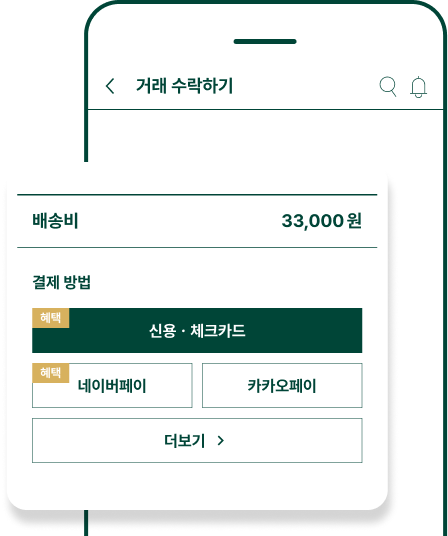 거래 수락하기
배송비 33,000 원
결제 방법
혜택
신용 · 체크카드
혜택
네이버페이 카카오페이
더보기 >